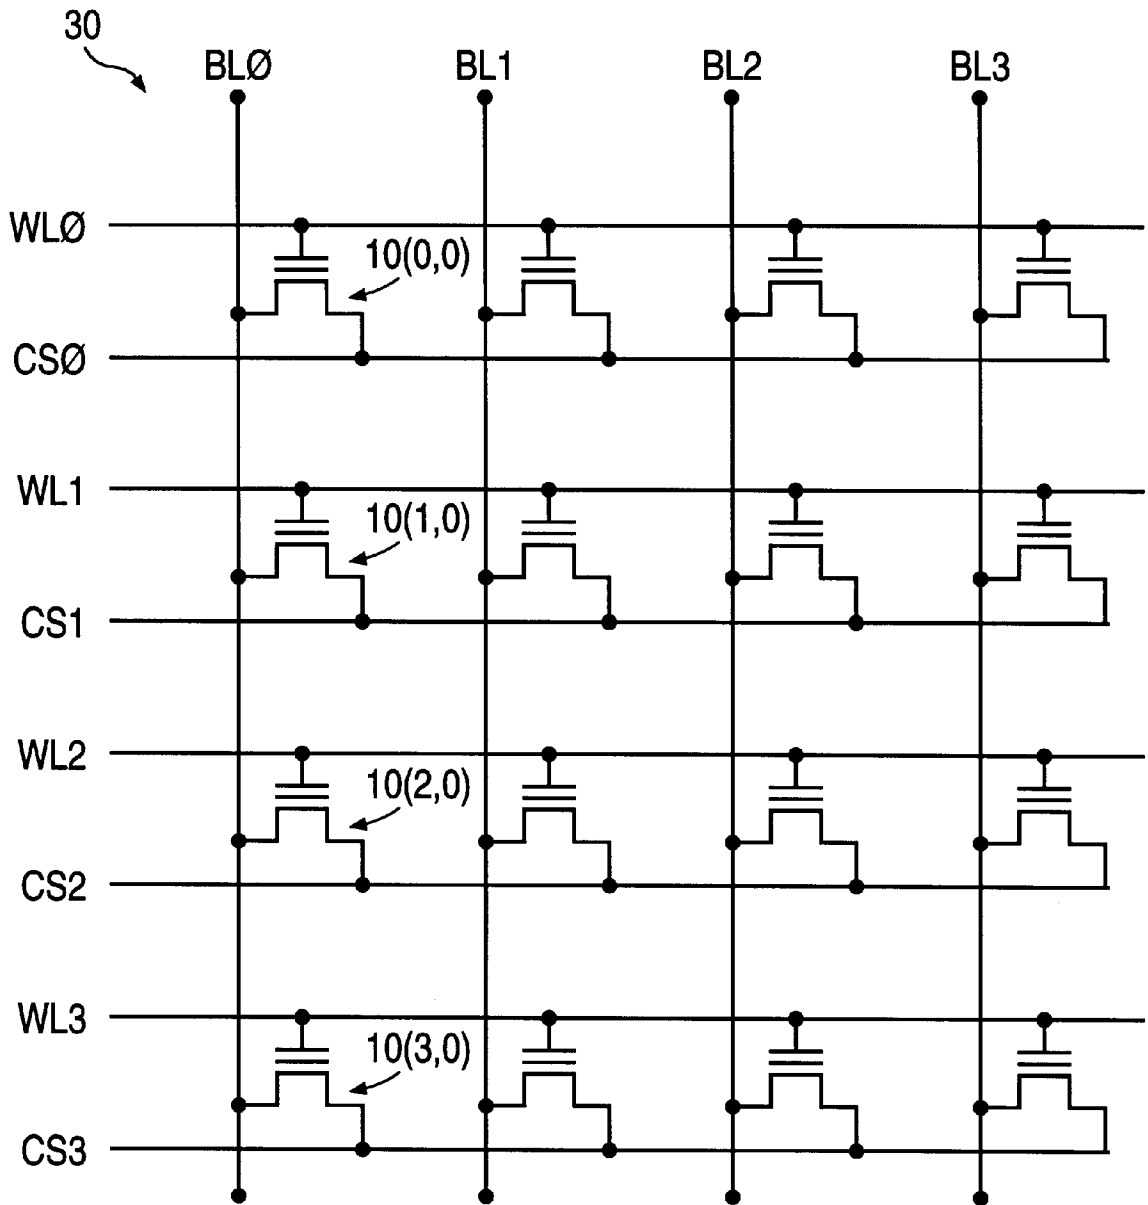 30
BLØ BL1 BL2 BL3
WLØ
10(0,0)
CSØ
WL1
10(1,0)
CS1
WL2
10(2,0)
CS2
WL3
10(3,0)
CS3